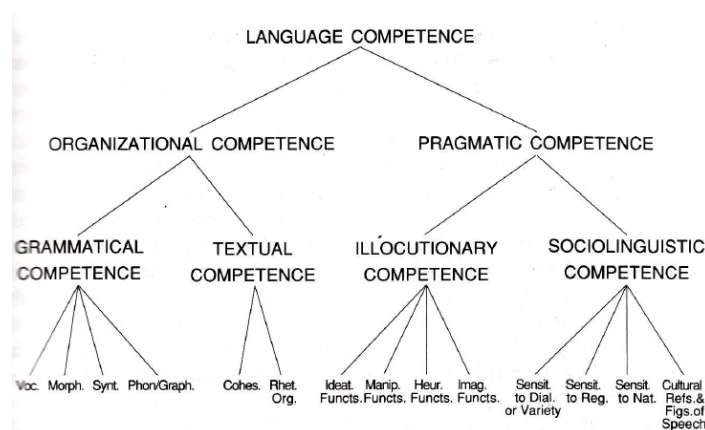 LANGUAGE COMPETENCE
ORGANIZATIONAL COMPETENCE
PRAGMATIC COMPETENCE
GRAMMATICAL
COMPETENCE
TEXTUAL
COMPETENCE
ILLOCUTIONARY
COMPETENCE
SOCIOLINGUISTIC
COMPETENCE
Voc.
Morph.
Synt.
Phon/Graph.
Cohes.
Rhet.
Org.
Ideat.
Functs.
Manip.
Functs.
Heur.
Functs.
Imag.
Functs.
Sensit.
to Dial.
or Variety
Sensit.
to Reg.
Sensit.
to Nat.
Cultural
Refs.&
Figs.of
Speech